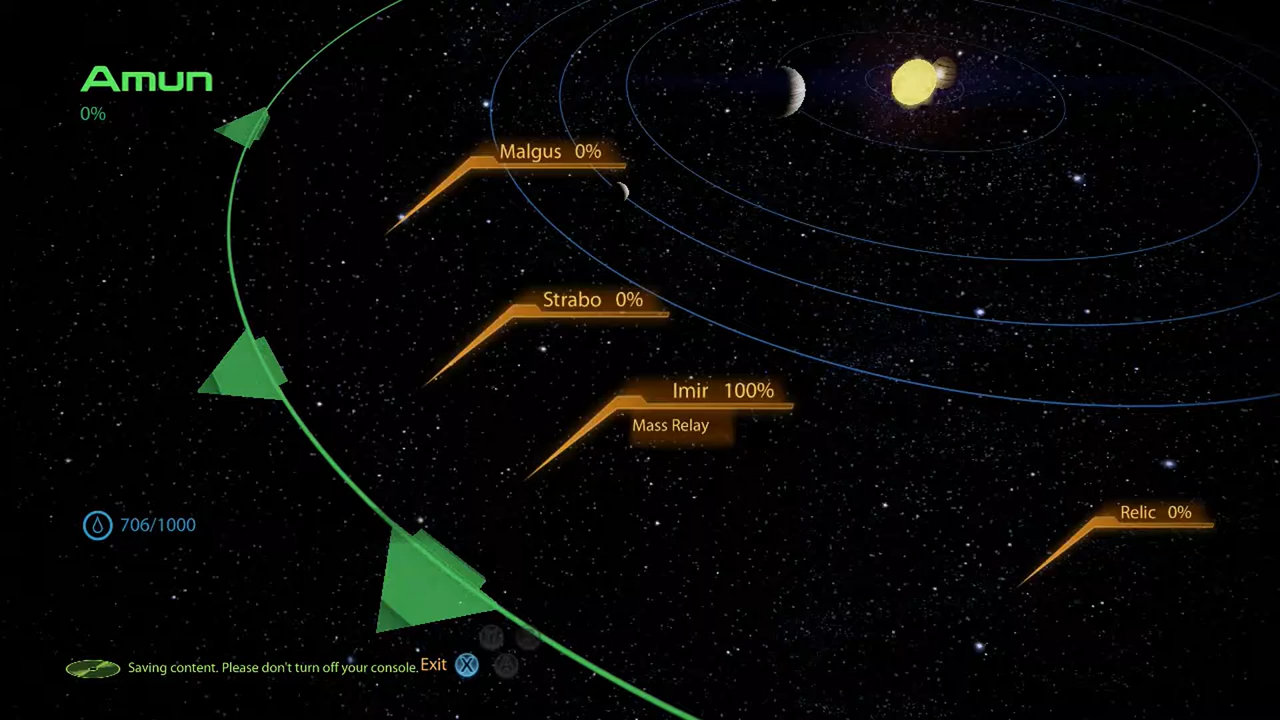 Amun
0%
Malgus 0%
Strabo 0%
Imir 100%
Mass Relay
Relic 0%
706/1000
Saving content. Please don't turn off your console.
Exit X